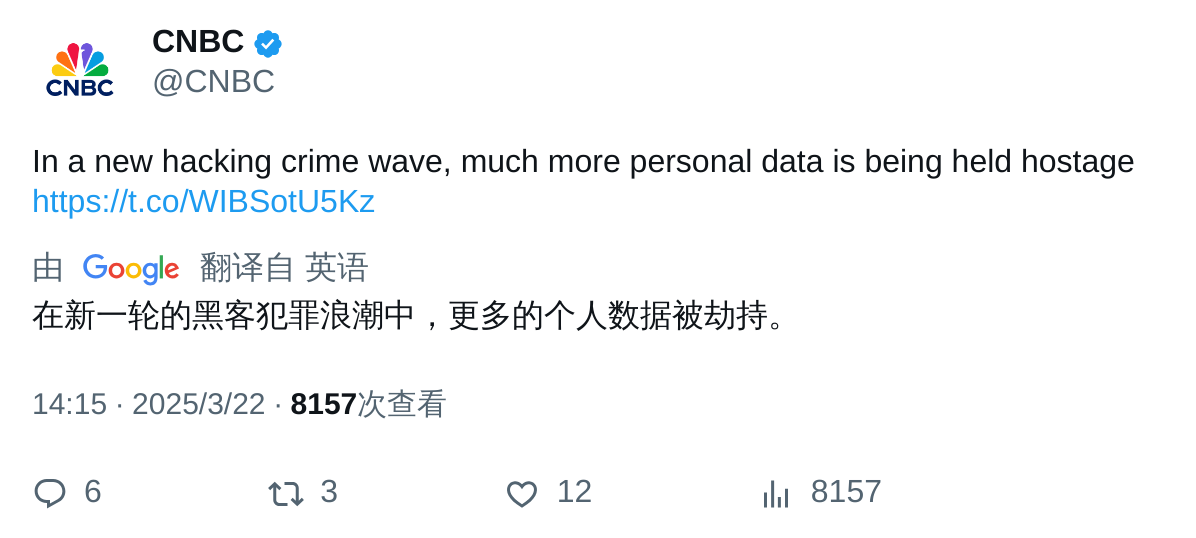 CNBC
CNBC
@CNBC
In a new hacking crime wave, much more personal data is being held hostage
https://t.co/WIBSotU5Kz
由 Google 翻译自 英语
在新一轮的黑客犯罪浪潮中，更多的个人数据被劫持。
14:15 · 2025/3/22 · 8157次查看
6 3 12 8157